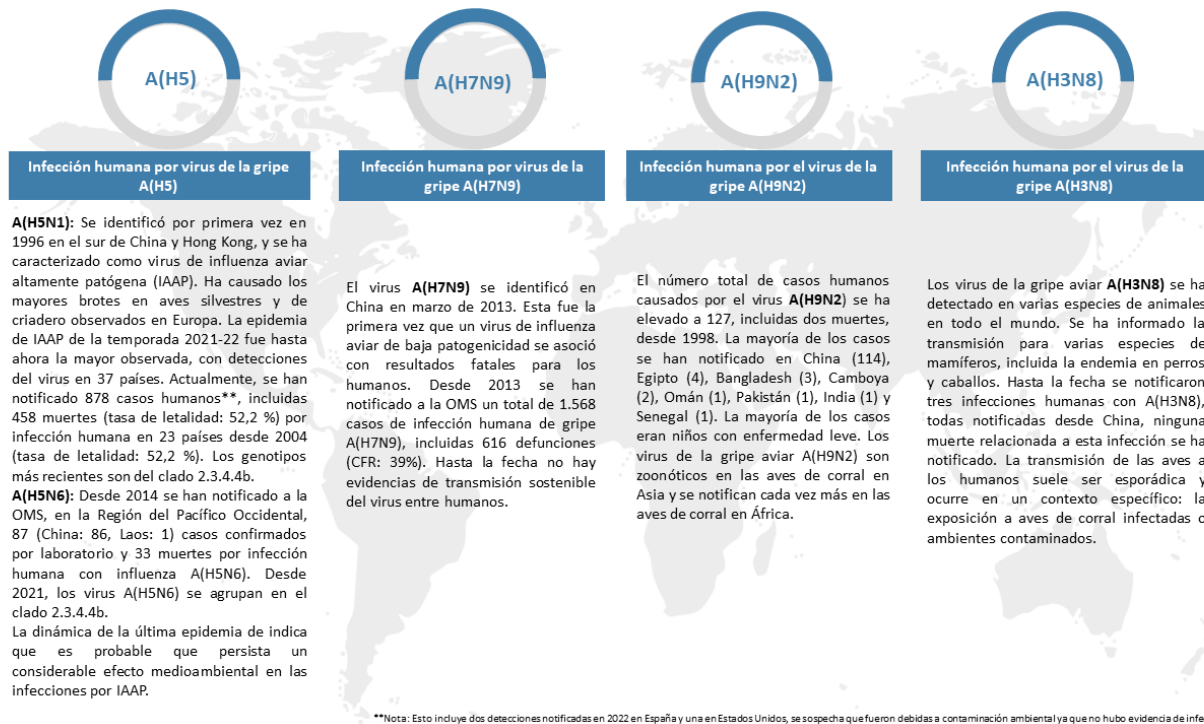 A(H5)
Infección humana por virus de la gripe
A(H5)
A(H5N1): Se identificó por primera vez en
1996 en el sur de China y Hong Kong, y se ha
caracterizado como virus de influenza aviar
altamente patógena (IAAP). Ha causado los
mayores brotes en aves silvestres y de
criadero observados en Europa. La epidemia
de IAAP de la temporada 2021-22 fue hasta
ahora la mayor observada, con detecciones
del virus en 37 países. Actualmente, se han
notificado 878 casos humanos**, incluidas
458 muertes (tasa de letalidad: 52,2 %) por
infección humana en 23 países desde 2004
(tasa de letalidad: 52,2 %). Los genotipos
más recientes son del clado 2.3.4.4b.
A(H5N6): Desde 2014 se han notificado a la
OMS, en la Región del Pacífico Occidental,
87 (China: 86, Laos: 1) casos confirmados
por laboratorio y 33 muertes por infección
humana con influenza A(H5N6). Desde
2021, los virus A(H5N6) se agrupan en el
clado 2.3.4.4b.
La dinámica de la última epidemia de indica
que es probable que persista un
considerable efecto medioambiental en las
infecciones por IAAP.
A(H7N9)
Infección humana por virus de la
gripe A(H7N9)
El virus A(H7N9) se identificó en
China en marzo de 2013. Esta fue la
primera vez que un virus de influenza
aviar de baja patogenicidad se asoció
con resultados fatales para los
humanos. Desde 2013 se han
notificado a la OMS un total de 1.568
casos de infección humana de gripe
A(H7N9), incluidas 616 defunciones
(CFR: 39%). Hasta la fecha no hay
evidencias de transmisión sostenible
del virus entre humanos.
A(H9N2)
Infección humana por el virus de la
gripe A(H9N2)
El número total de casos humanos
causados por el virus A(H9N2) se ha
elevado a 127, incluidas dos muertes,
desde 1998. La mayoría de los casos
se han notificado en China (114),
Egipto (4), Bangladesh (3), Camboya
(2), Omán (1), Pakistán (1), India (1) y
Senegal (1). La mayoría de los casos
eran niños con enfermedad leve. Los
virus de la gripe aviar A(H9N2) son
zoonóticos en las aves de corral en
Asia y se notifican cada vez más en las
aves de corral en África.
A(H3N8)
Infección humana por el virus de la
gripe A(H3N8)
Los virus de la gripe aviar A(H3N8) se ha
detectado en varias especies de animales
en todo el mundo. Se ha informado la
transmisión para varias especies de
mamíferos, incluida la endemia en perros
y caballos. Hasta la fecha se notificaron
tres infecciones humanas con A(H3N8),
todas notificadas desde China, ninguna
muerte relacionada a esta infección se ha
notificado. La transmisión de las aves a
los humanos suele ser esporádica y
ocurre en un contexto específico: la
exposición a aves de corral infectadas o
ambientes contaminados.
**Nota: Esto incluye dos detecciones notificadas en 2022 en España y una en Estados Unidos, se sospecha que fueron debidas a contaminación ambiental ya que no hubo evidencia de infe